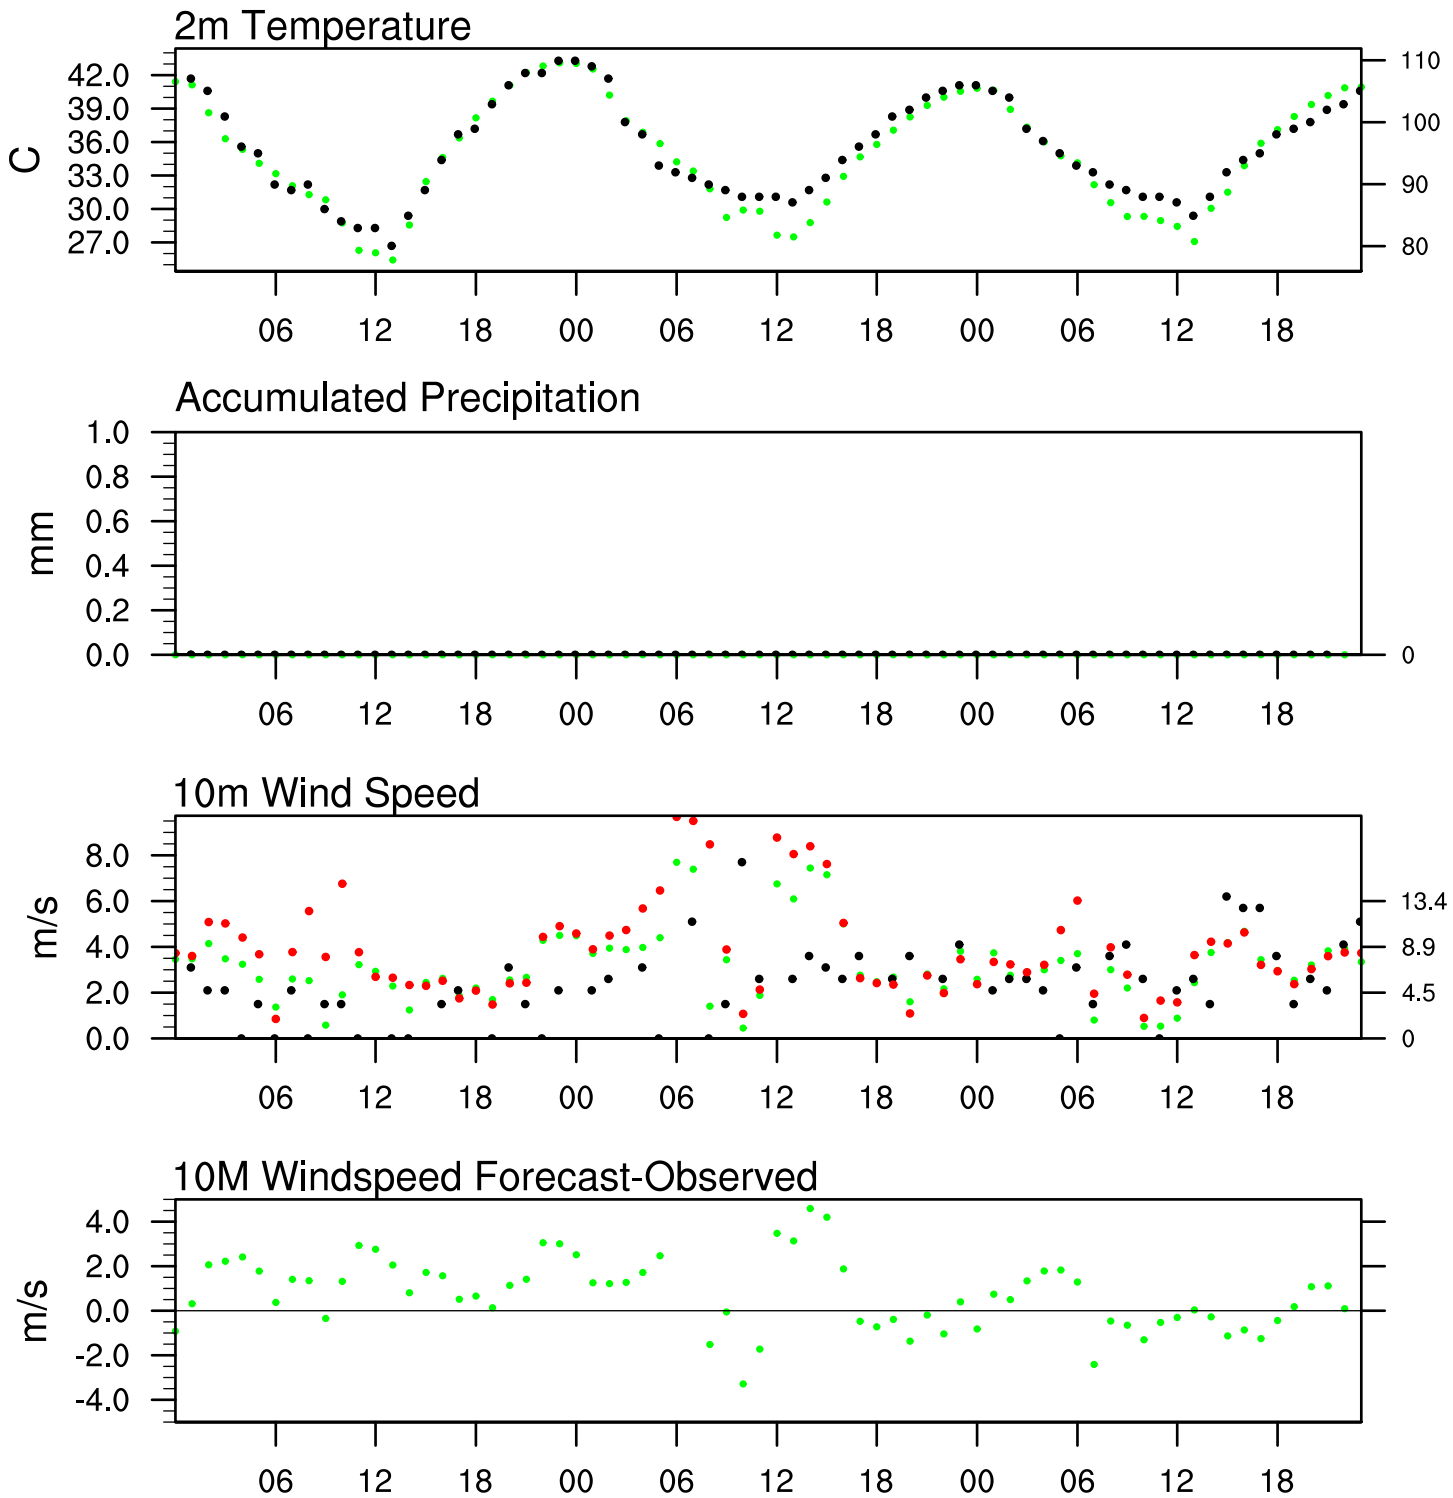 2m Temperature
42.0
39.0
36.0
33.0
30.0
27.0
C
110
100
90
80
06 12 18 00 06 12 18 00 06 12 18
Accumulated Precipitation
1.0
0.8
0.6
0.4
0.2
0.0
mm
0
06 12 18 00 06 12 18 00 06 12 18
10m Wind Speed
8.0
6.0
4.0
2.0
0.0
m/s
13.4
8.9
4.5
0
06 12 18 00 06 12 18 00 06 12 18
10M Windspeed Forecast-Observed
4.0
2.0
0.0
-2.0
-4.0
m/s
06 12 18 00 06 12 18 00 06 12 18